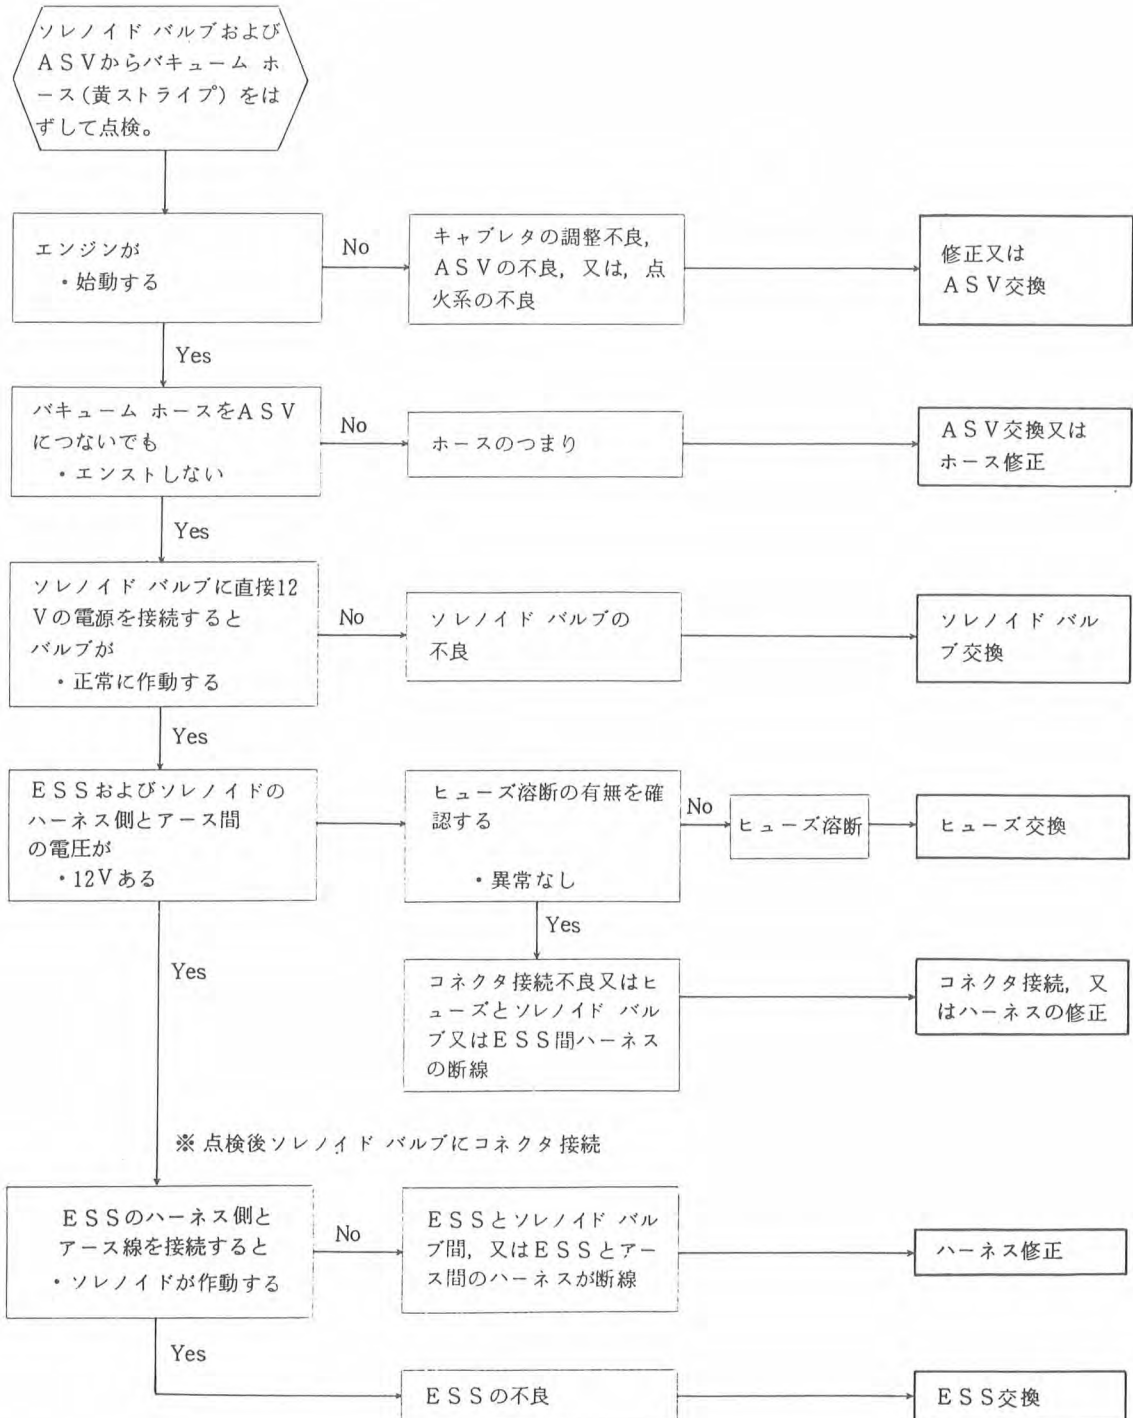 ソレノイド バルブおよび
ＡＳＶからバキューム ホ
ース(黄ストライプ) をは
ずして点検。
エンジンが
・始動する
No
キャブレタの調整不良,
ＡＳＶの不良, 又は, 点
火系の不良
修正又は
ＡＳＶ交換
Yes
バキューム ホースをＡＳＶ
につないでも
・エンストしない
No
ホースのつまり
ＡＳＶ交換又は
ホース修正
Yes
ソレノイド バルブに直接12
Ｖの電源を接続すると
バルブが
・正常に作動する
No
ソレノイド バルブの
不良
ソレノイド バル
ブ交換
Yes
ＥＳＳおよびソレノイドの
ハーネス側とアース間
の電圧が
・12Ｖある
ヒューズ溶断の有無を確
認する
・異常なし
No
ヒューズ溶断
ヒューズ交換
Yes
Yes
コネクタ接続不良又はヒ
ューズとソレノイド バル
ブ又はＥＳＳ間ハーネス
の断線
コネクタ接続, 又
はハーネスの修正
※ 点検後ソレノイド バルブにコネクタ接続
ＥＳＳのハーネス側と
アース線を接続すると
・ソレノイドが作動する
No
ＥＳＳとソレノイド バル
ブ間, 又はＥＳＳとアー
ス間のハーネスが断線
ハーネス修正
Yes
ＥＳＳの不良
ＥＳＳ交換